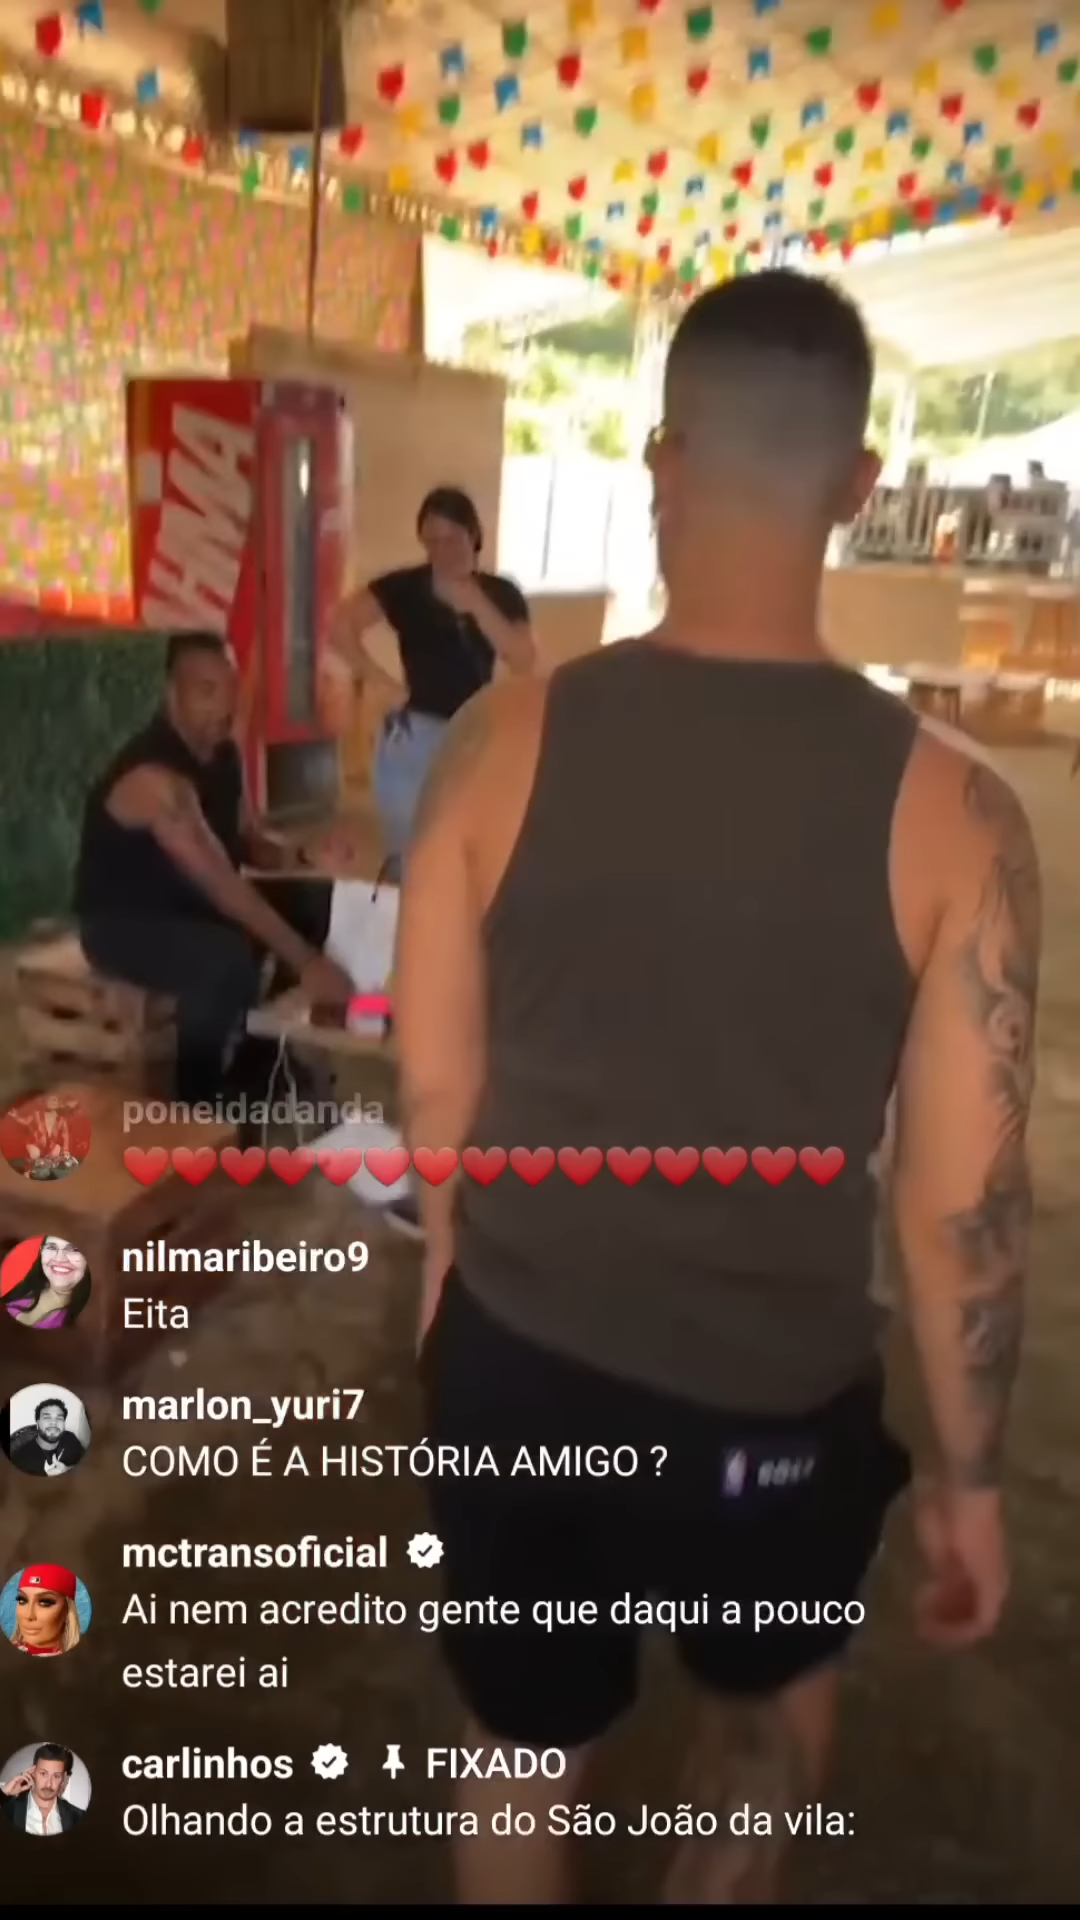 poneidadanda
❤️❤️❤️❤️❤️❤️❤️❤️❤️❤️❤️❤️❤️❤️❤️
nilmaribeiro9
Eita
marlon_yuri7
COMO É A HISTÓRIA AMIGO ?
mctransoficial
Ai nem acredito gente que daqui a pouco
estarei ai
carlinhos FIXADO
Olhando a estrutura do São João da vila: